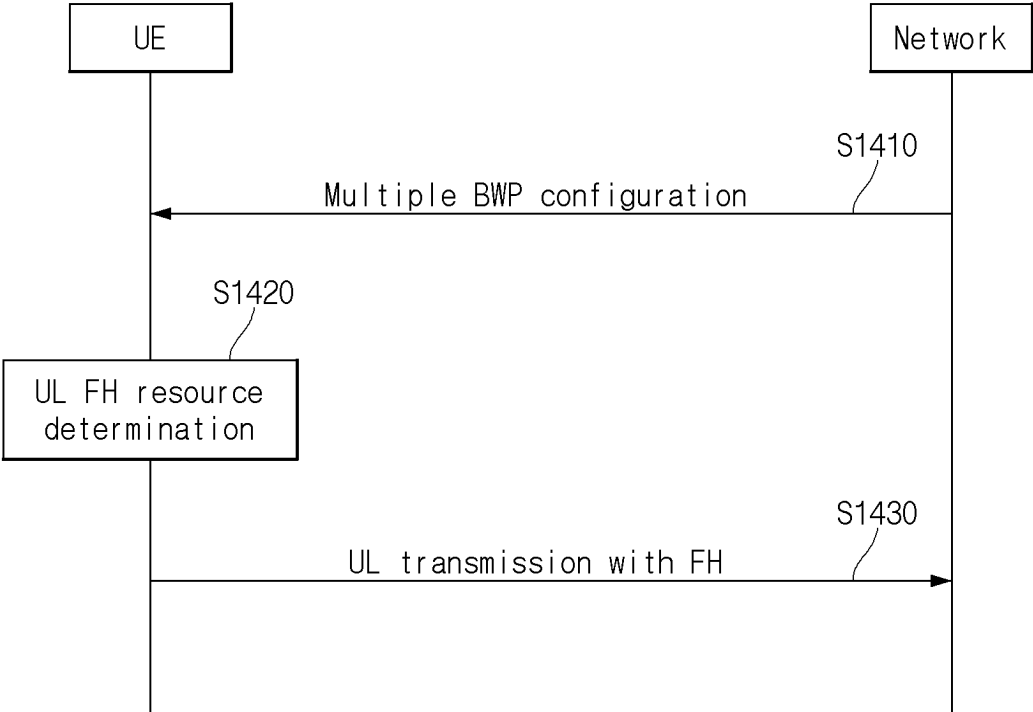 UE
Network
S1410
Multiple BWP configuration
S1420
UL FH resource
determination
S1430
UL transmission with FH